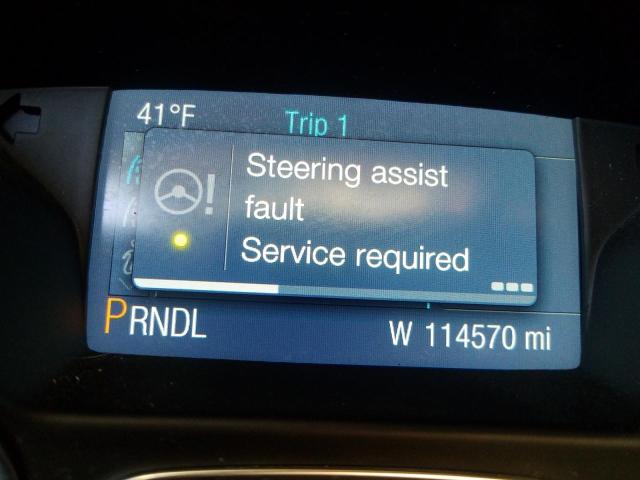 41°F
Trip 1
Steering assist
fault
Service required
PRNDL
W 114570 mi